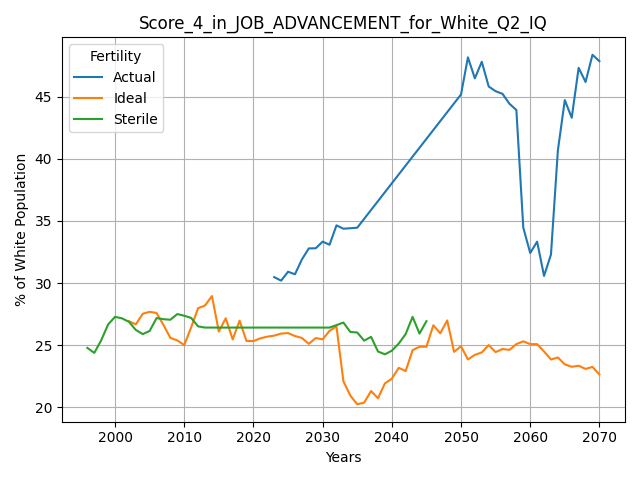 Score_4_in_JOB_ADVANCEMENT_for_White_Q2_IQ
Fertility
Actual
Ideal
Sterile
% of White Population
45
40
35
30
25
20
2000
2010
2020
2030
2040
2050
2060
2070
Years